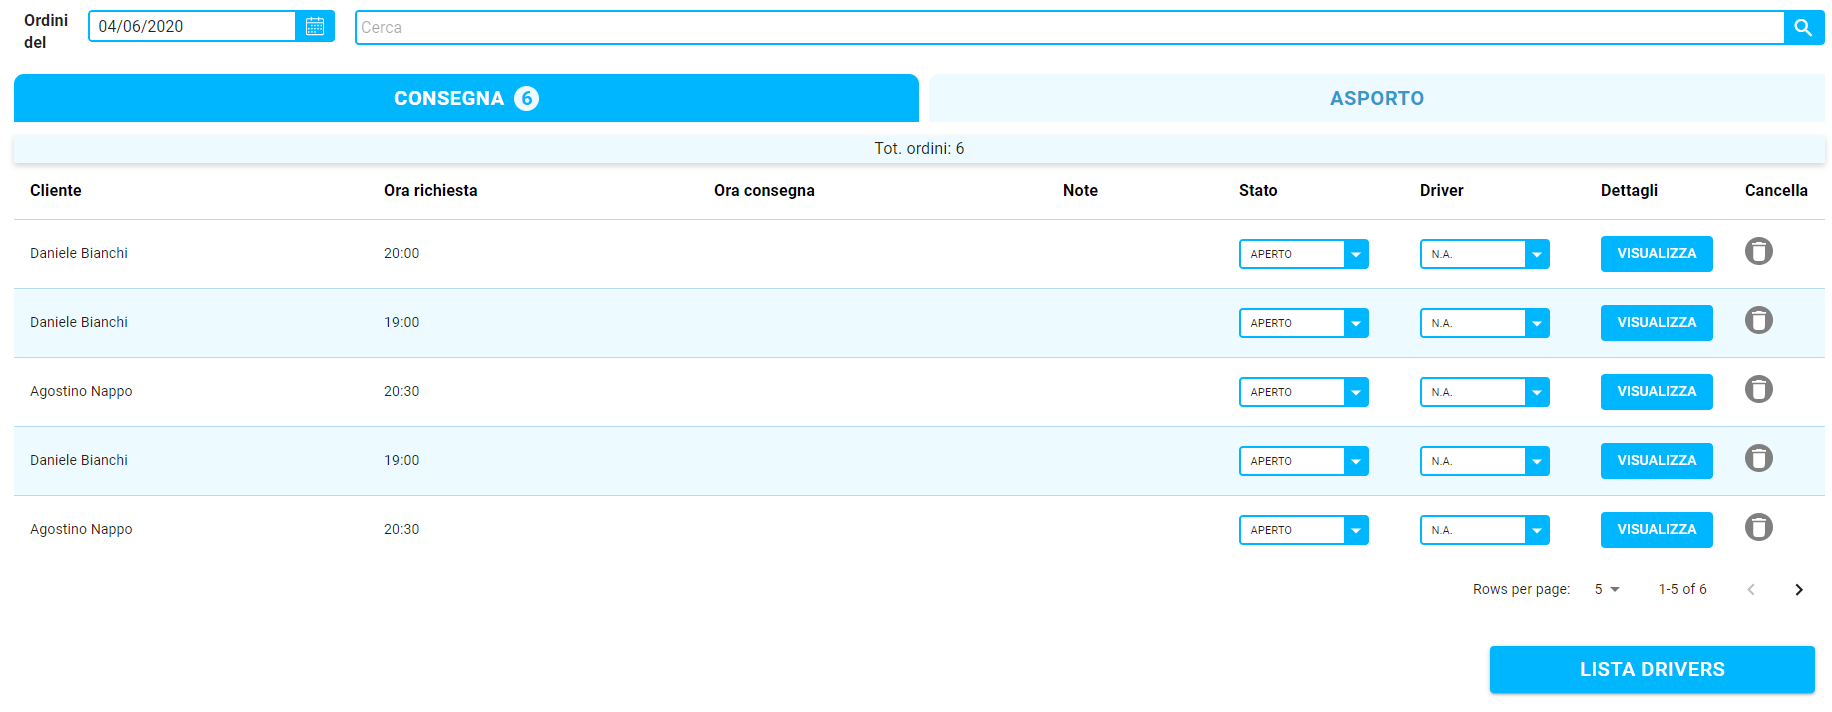 Ordini del
04/06/2020
Cerca
CONSEGNA 6
ASPORTO
Tot. ordini: 6
Cliente Ora richiesta Ora consegna Note Stato Driver Dettagli Cancella
Daniele Bianchi 20:00 APERTO N.A. VISUALIZZA
Daniele Bianchi 19:00 APERTO N.A. VISUALIZZA
Agostino Nappo 20:30 APERTO N.A. VISUALIZZA
Daniele Bianchi 19:00 APERTO N.A. VISUALIZZA
Agostino Nappo 20:30 APERTO N.A. VISUALIZZA
Rows per page: 5 1-5 of 6
LISTA DRIVERS